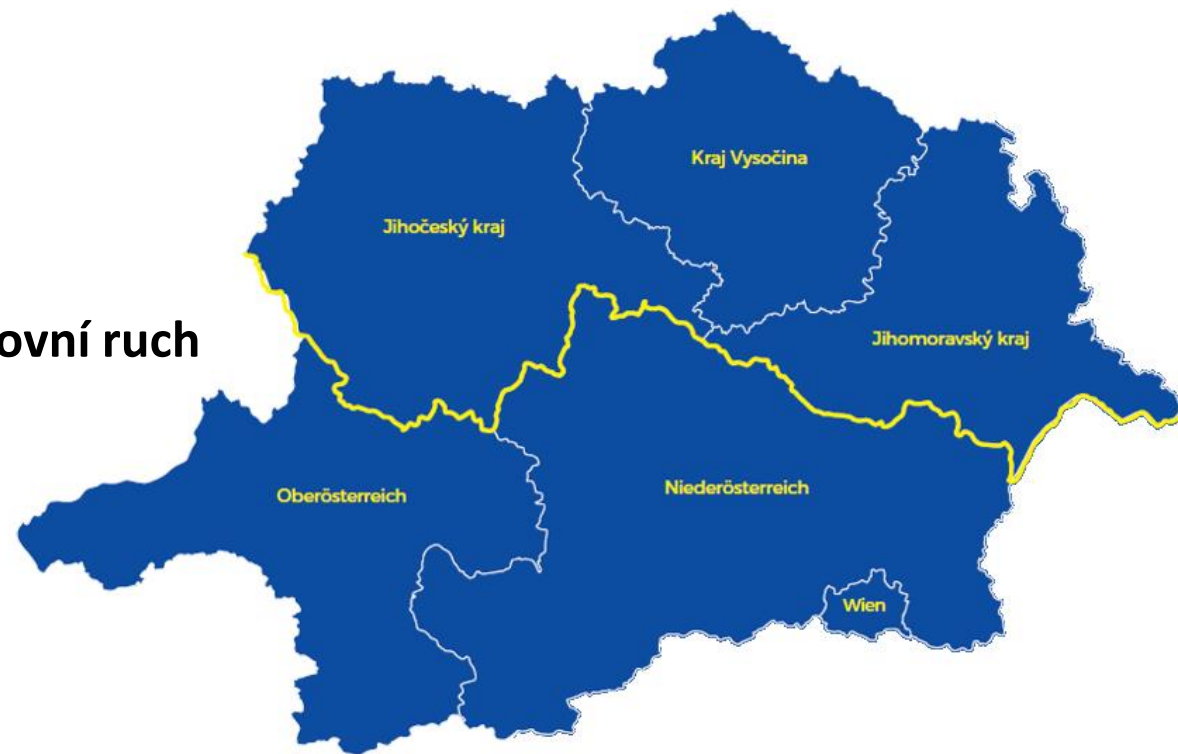 Kraj Vysočina
Jihočeský kraj
ovní ruch
Jihomoravský kraj
Oberösterreich
Niederösterreich
Wien